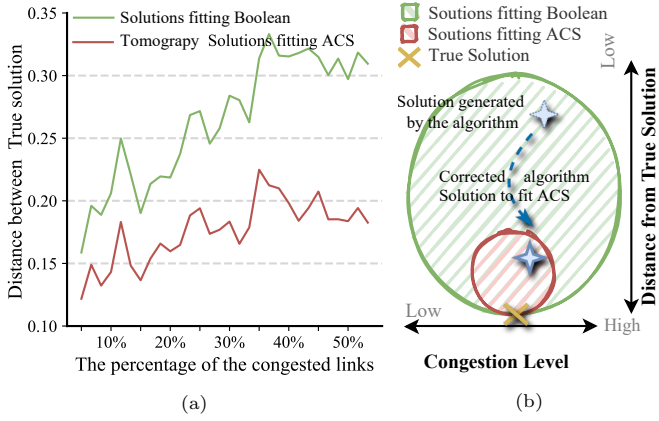 Solutions fitting Boolean
Tomograpy Solutions fitting ACS
Distance between True solution
0.35
0.30
0.25
0.20
0.15
0.10
10%
20%
30%
40%
50%
The percentage of the congested links
(a)
Soutions fitting Boolean
Soutions fitting ACS
True Solution
Solution generated
by the algorithm
Corrected algorithm
Solution to fit ACS
Low
Distance from True Solution
Low
High
Congestion Level
(b)